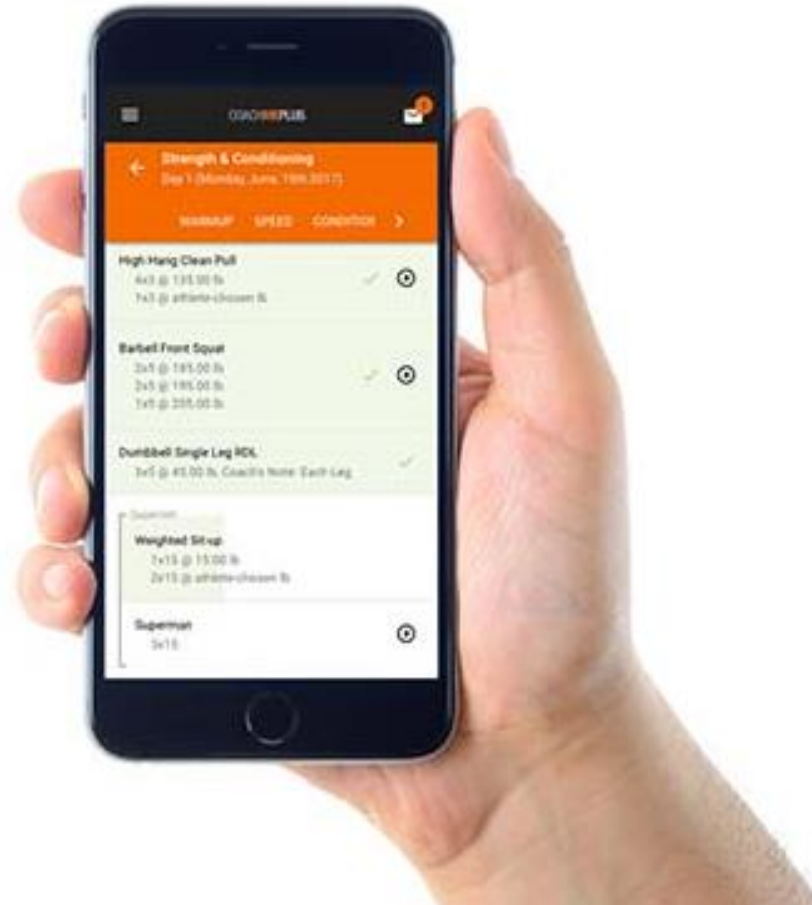 COACHMEPLUS
Strength & Conditioning
Day 1 (Monday, June, 19th 2017)
WARMUP SPEED CONDITION
High Hang Clean Pull
4x3 @ 135.00 lb
1x3 @ athlete-chosen lb
Barbell Front Squat
2x5 @ 185.00 lb
2x5 @ 195.00 lb
1x5 @ 205.00 lb
Dumbbell Single Leg RDL
3x5 @ 45.00 lb, Coach's Note: Each Leg
Superset
Weighted Sit-up
1x15 @ 15.00 lb
2x15 @ athlete-chosen lb
Superman
3x15